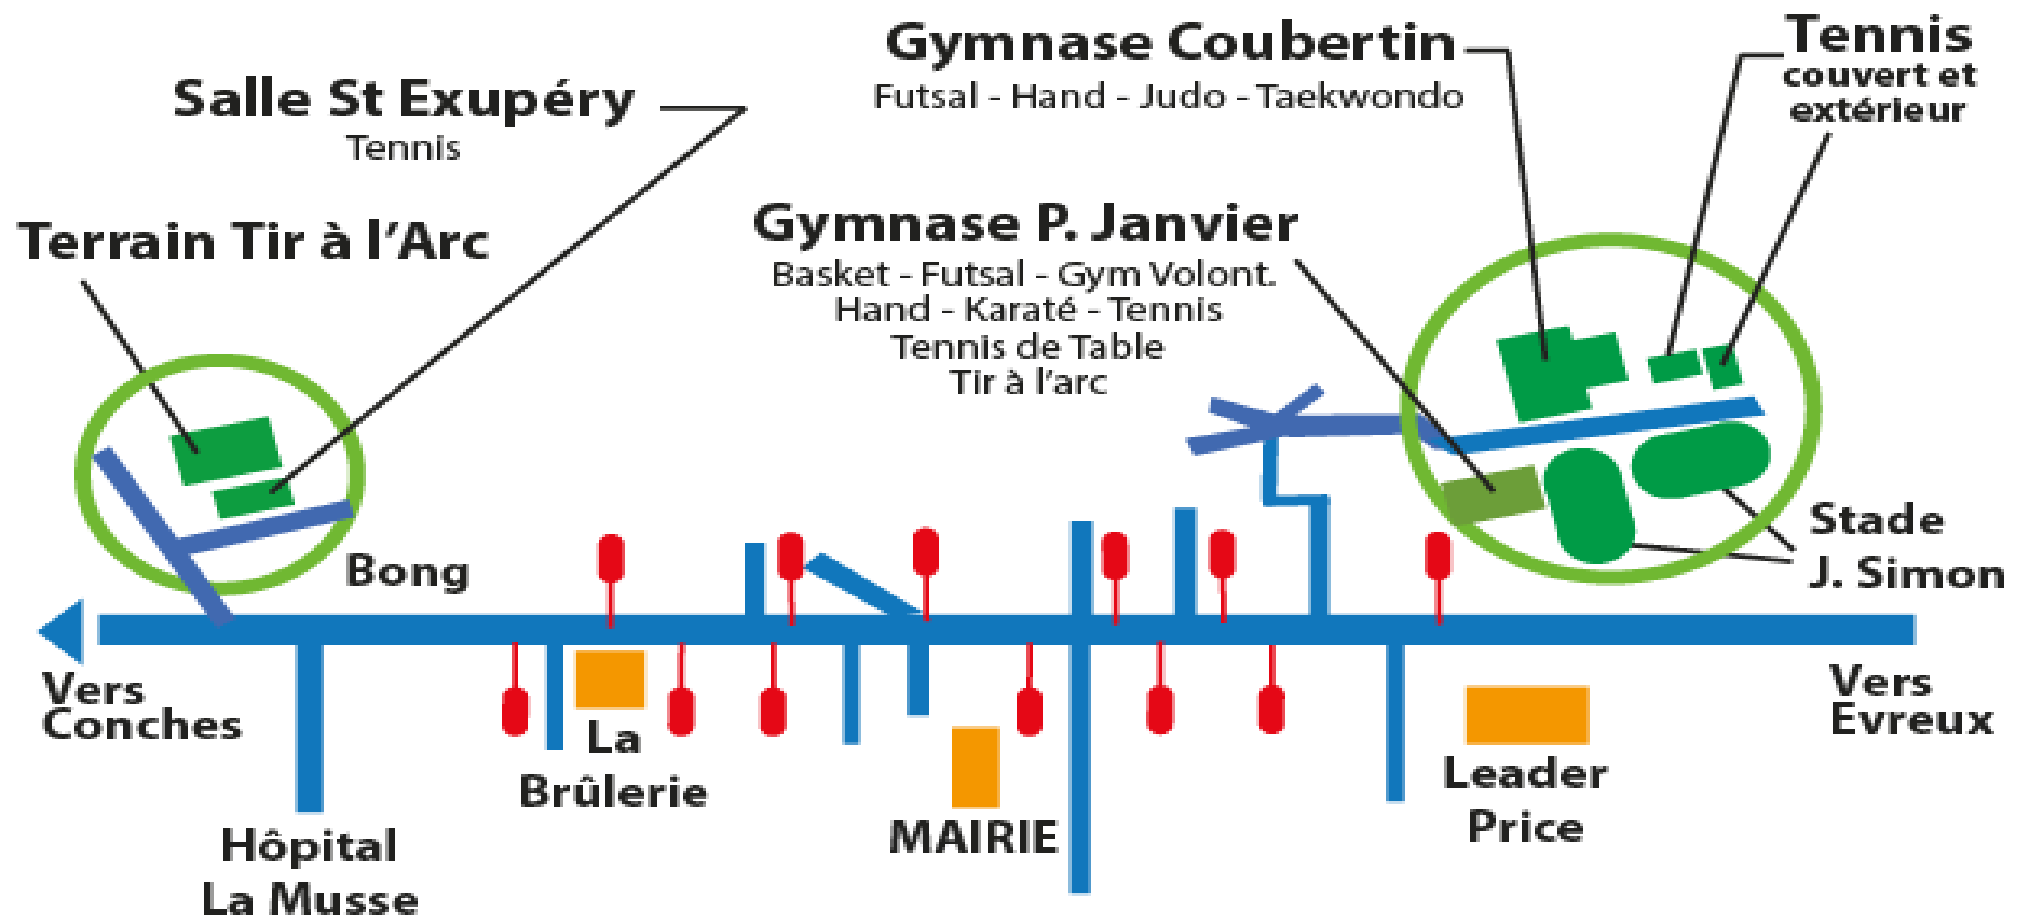 Gymnase Coubertin
Futsal - Hand - Judo - Taekwondo
Tennis
couvert et
extérieur
Salle St Exupéry
Tennis
Terrain Tir à l’Arc
Gymnase P. Janvier
Basket - Futsal - Gym Volont.
Hand - Karaté - Tennis
Tennis de Table
Tir à l’arc
Stade
J. Simon
Bong
Vers
Conches
Vers
Evreux
La
Brûlerie
MAIRIE
Leader
Price
Hôpital
La Musse